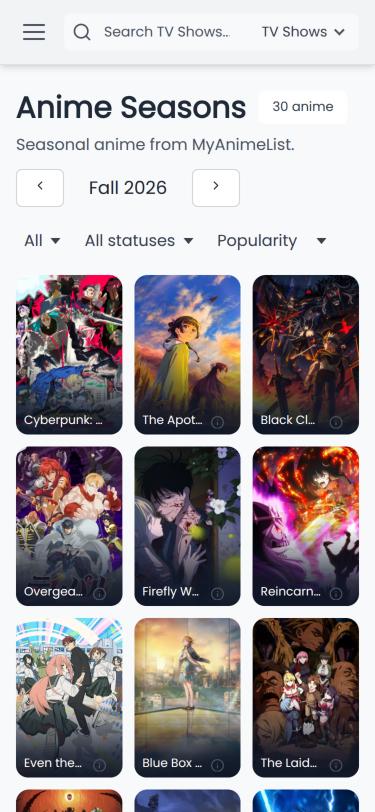 Search TV Shows...
TV Shows
Anime Seasons
30 anime
Seasonal anime from MyAnimeList.
Fall 2026
All
All statuses
Popularity
Cyberpunk: ...
The Apot...
Black Cl...
Overgea...
Firefly W...
Reincarn...
Even the...
Blue Box ...
The Laid...